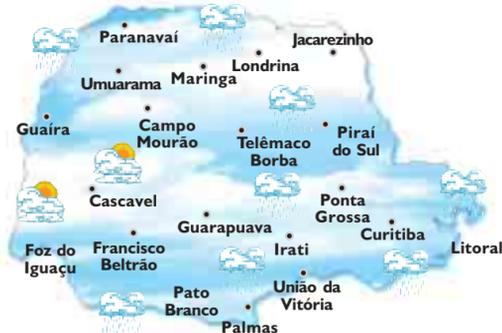 Paranavaí
Jacarezinho
Londrina
Maringa
Umuarama
Guaíra
Campo
Mourão
Telêmaco
Borba
Piraí
do Sul
Cascavel
Ponta
Grossa
Guarapuava
Curitiba
Foz do
Iguaçu
Francisco
Beltrão
Irati
Litoral
Pato
Branco
União da
Vitória
Palmas